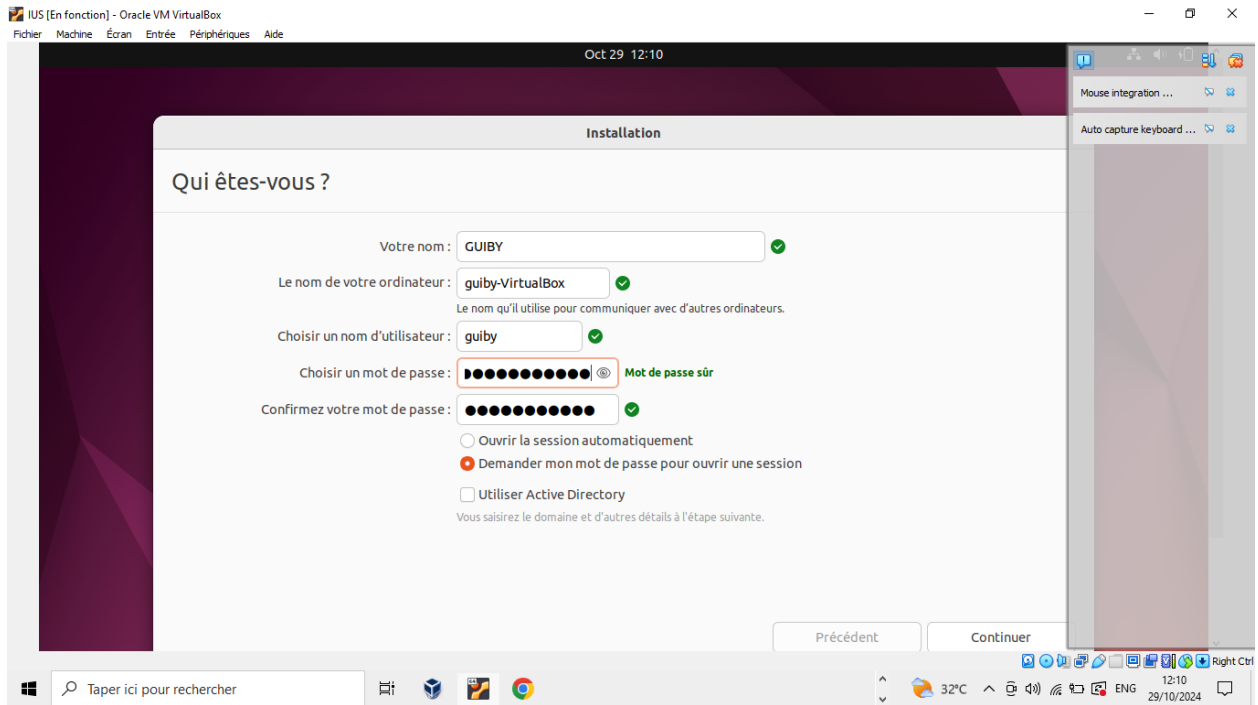 IUS [En fonction] - Oracle VM VirtualBox
Fichier Machine Écran Entrée Périphériques Aide
Oct 29 12:10
Mouse integration ...
Auto capture keyboard ...
Installation
Qui êtes-vous ?
Votre nom : GUIBY
Le nom de votre ordinateur : guiby-VirtualBox
Le nom qu'il utilise pour communiquer avec d'autres ordinateurs.
Choisir un nom d'utilisateur : guiby
Choisir un mot de passe : ●●●●●●●●●●● Mot de passe sûr
Confirmez votre mot de passe : ●●●●●●●●●●●
Ouvrir la session automatiquement
Demander mon mot de passe pour ouvrir une session
Utiliser Active Directory
Vous saisirez le domaine et d'autres détails à l'étape suivante.
Précédent Continuer
Right Ctrl
Taper ici pour rechercher
32°C ENG 12:10
29/10/2024